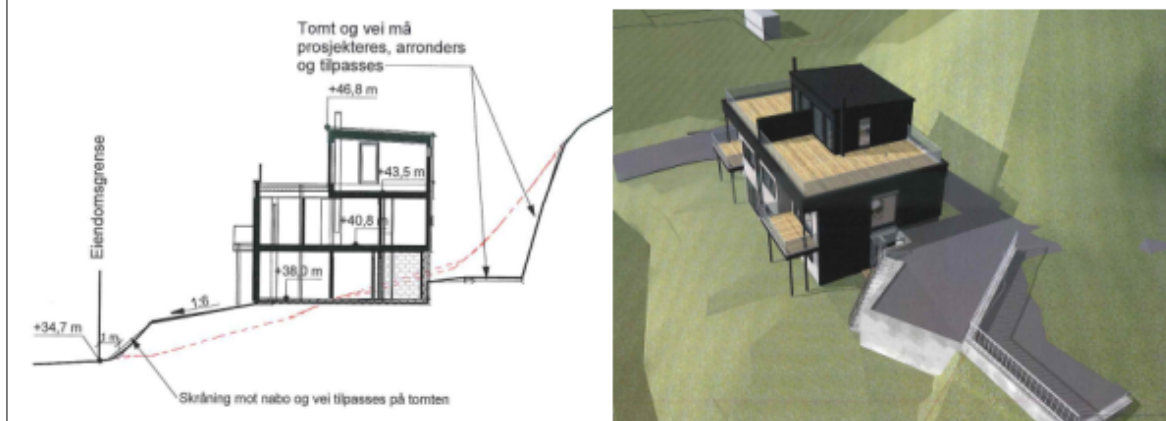 Tomt og vei må
prosjekteres, arronders
og tilpasses
+46,8 m
Eiendomsgrense
+43,5 m
+40,8 m
+38,0 m
1:6
+34,7 m
1 m
Skråning mot nabo og vei tilpasses på tomten